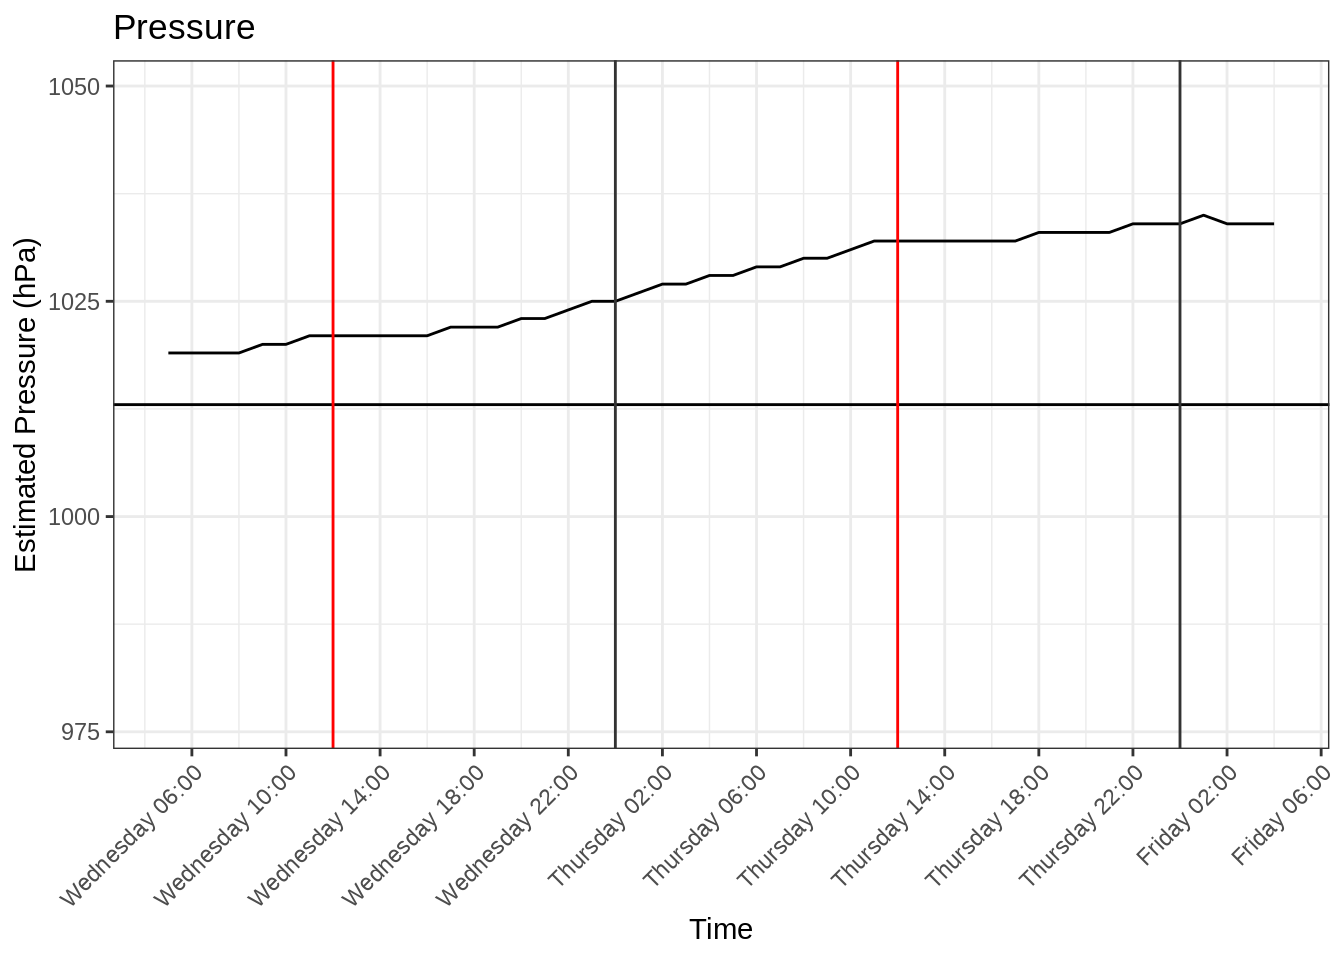 Pressure
Estimated Pressure (hPa)
1050
1025
1000
975
Wednesday 06:00
Wednesday 10:00
Wednesday 14:00
Wednesday 18:00
Wednesday 22:00
Thursday 02:00
Thursday 06:00
Thursday 10:00
Thursday 14:00
Thursday 18:00
Thursday 22:00
Friday 02:00
Friday 06:00
Time